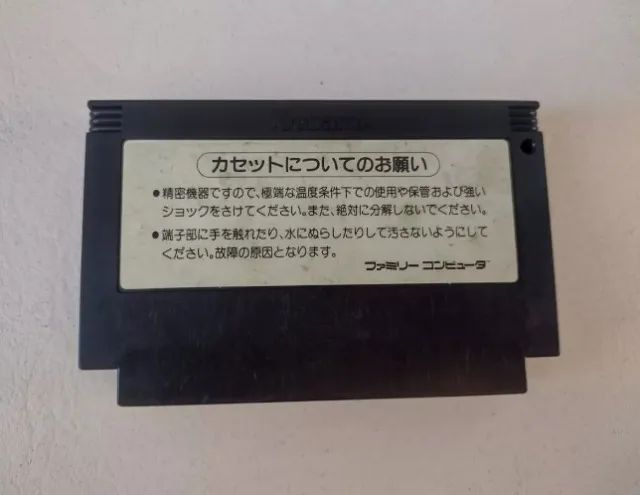 カセットについてのお願い
●精密機器ですので、極端な温度条件下での使用や保管および強い
ショックをさけてください。また、絶対に分解しないでください。
●端子部に手を触れたり、水にぬらしたりして汚さないようにして
ください。故障の原因となります。
ファミリーコンピュータ